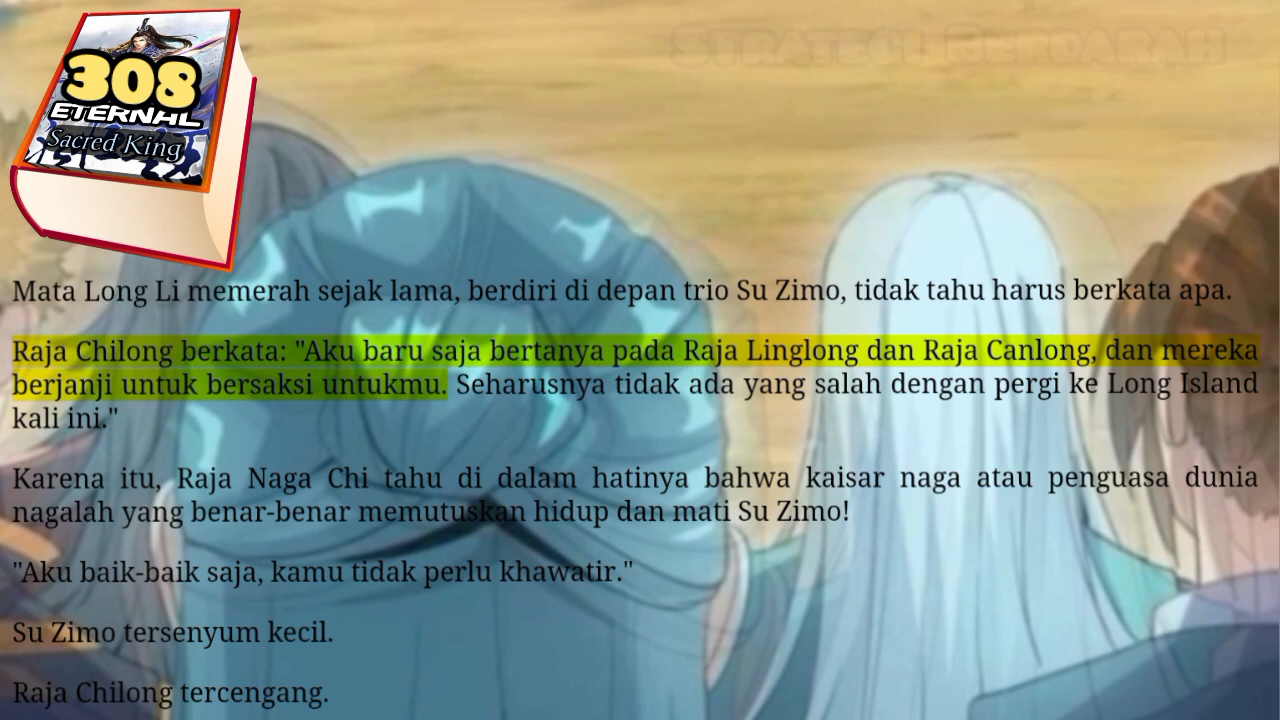 STRATEGI BERDARAH
308
ETERNAL
Sacred King
Mata Long Li memerah sejak lama, berdiri di depan trio Su Zimo, tidak tahu harus berkata apa.
Raja Chilong berkata: "Aku baru saja bertanya pada Raja Linglong dan Raja Canlong, dan mereka
berjanji untuk bersaksi untukmu. Seharusnya tidak ada yang salah dengan pergi ke Long Island
kali ini."
Karena itu, Raja Naga Chi tahu di dalam hatinya bahwa kaisar naga atau penguasa dunia
nagalah yang benar-benar memutuskan hidup dan mati Su Zimo!
"Aku baik-baik saja, kamu tidak perlu khawatir."
Su Zimo tersenyum kecil.
Raja Chilong tercengang.